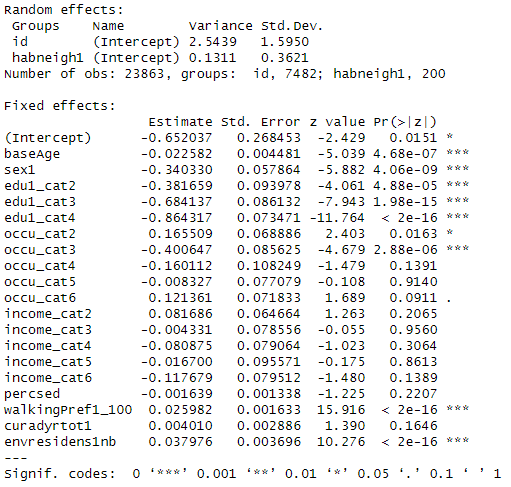 Random effects:
 Groups    Name        Variance Std.Dev.
 id        (Intercept) 2.5439   1.5950
 habneigh1 (Intercept) 0.1311   0.3621
Number of obs: 23863, groups:  id, 7482; habneigh1, 200

Fixed effects:
                  Estimate Std. Error z value Pr(>|z|)
(Intercept)      -0.652037   0.268453  -2.429   0.0151 *
baseAge          -0.022582   0.004481  -5.039 4.68e-07 ***
sex1             -0.340330   0.057864  -5.882 4.06e-09 ***
edu1_cat2        -0.381659   0.093978  -4.061 4.88e-05 ***
edu1_cat3        -0.684137   0.086132  -7.943 1.98e-15 ***
edu1_cat4        -0.864317   0.073471 -11.764  < 2e-16 ***
occu_cat2         0.165509   0.068886   2.403   0.0163 *
occu_cat3        -0.400647   0.085625  -4.679 2.88e-06 ***
occu_cat4        -0.160112   0.108249  -1.479   0.1391
occu_cat5        -0.008327   0.077079  -0.108   0.9140
occu_cat6         0.121361   0.071833   1.689   0.0911 .
income_cat2       0.081686   0.064664   1.263   0.2065
income_cat3      -0.004331   0.078556  -0.055   0.9560
income_cat4      -0.080875   0.079064  -1.023   0.3064
income_cat5      -0.016700   0.095571  -0.175   0.8613
income_cat6      -0.117679   0.079512  -1.480   0.1389
percsed          -0.001639   0.001338  -1.225   0.2207
walkingPref1_100  0.025982   0.001633  15.916  < 2e-16 ***
curadyrtot1       0.004010   0.002886   1.390   0.1646
envresidens1nb    0.037976   0.003696  10.276  < 2e-16 ***
---
Signif. codes:  0 ‘***’ 0.001 ‘**’ 0.01 ‘*’ 0.05 ‘.’ 0.1 ‘ ’ 1